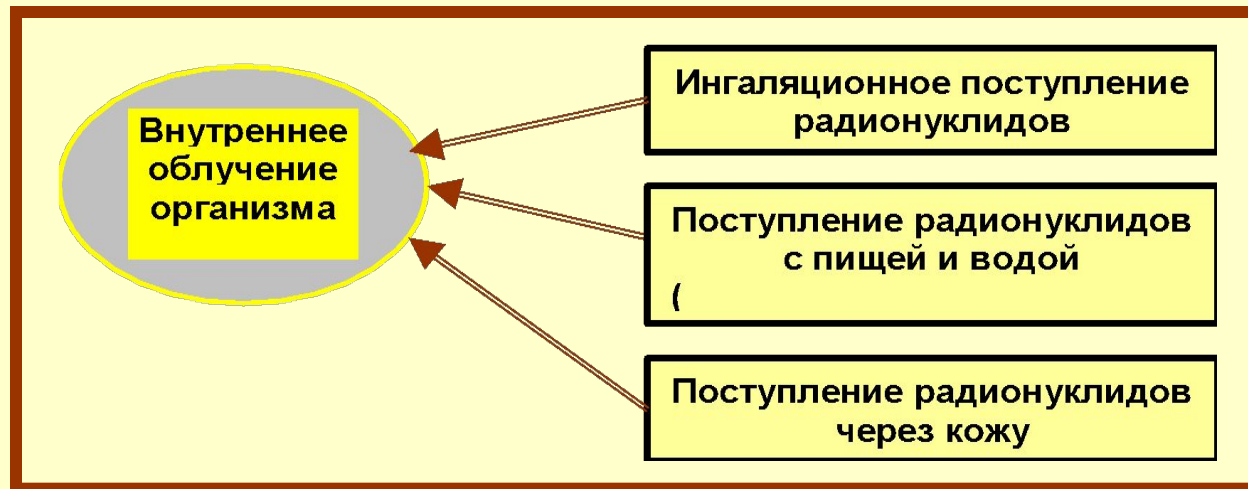 Внутреннее
облучение
организма
Ингаляционное поступление
радионуклидов
Поступление радионуклидов
с пищей и водой
(
Поступление радионуклидов
через кожу